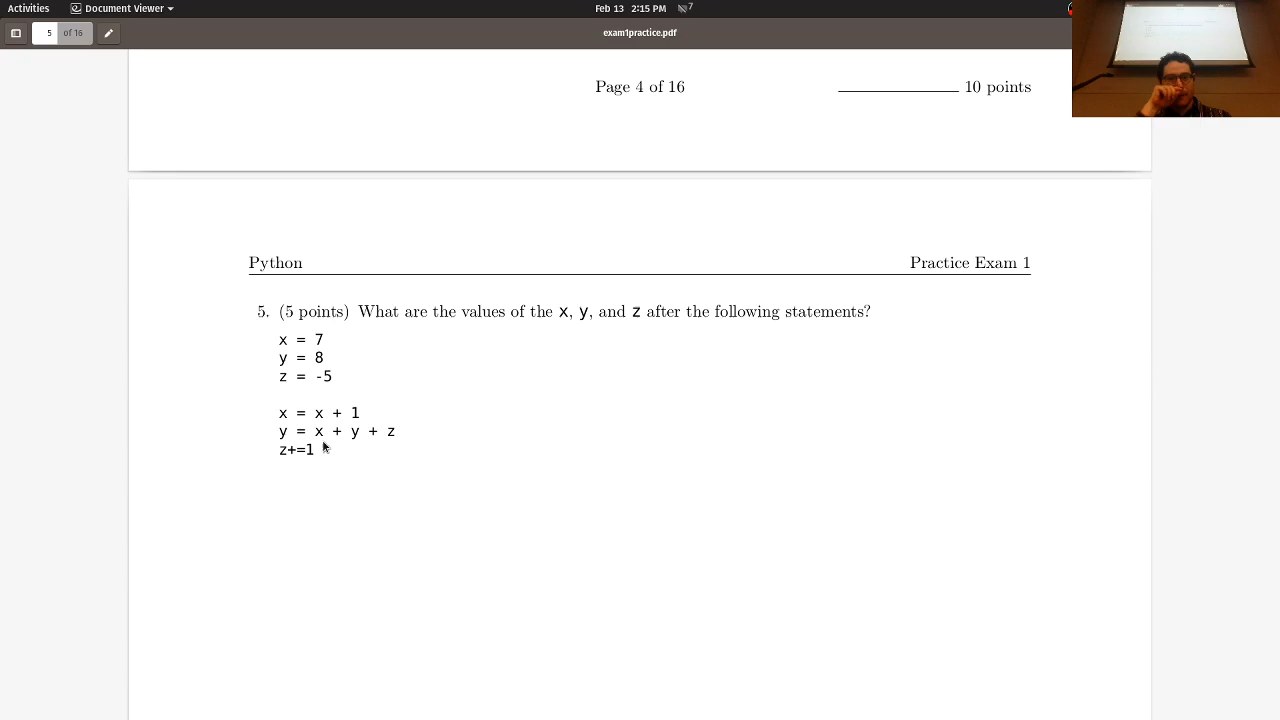 Activities
Document Viewer
Feb 13 2:15 PM
7
5 of 16
exam1practice.pdf
Page 4 of 16
10 points
Python
Practice Exam 1
5. (5 points) What are the values of the x, y, and z after the following statements?
x = 7
y = 8
z = -5
x = x + 1
y = x + y + z
z+=1